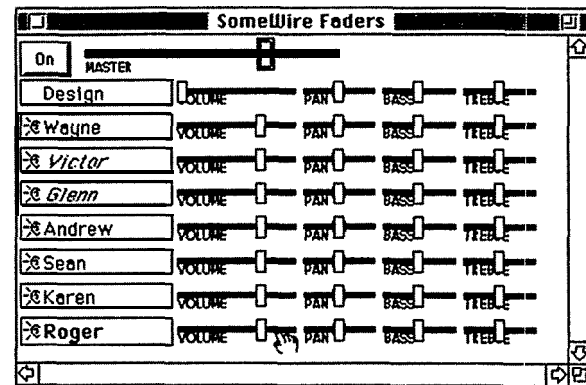 SomeWire Faders
On MASTER
Design VOLUME PAN BASS TREBLE
Wayne VOLUME PAN BASS TREBLE
Victor VOLUME PAN BASS TREBLE
Glenn VOLUME PAN BASS TREBLE
Andrew VOLUME PAN BASS TREBLE
Sean VOLUME PAN BASS TREBLE
Karen VOLUME PAN BASS TREBLE
Roger VOLUME PAN BASS TREBLE